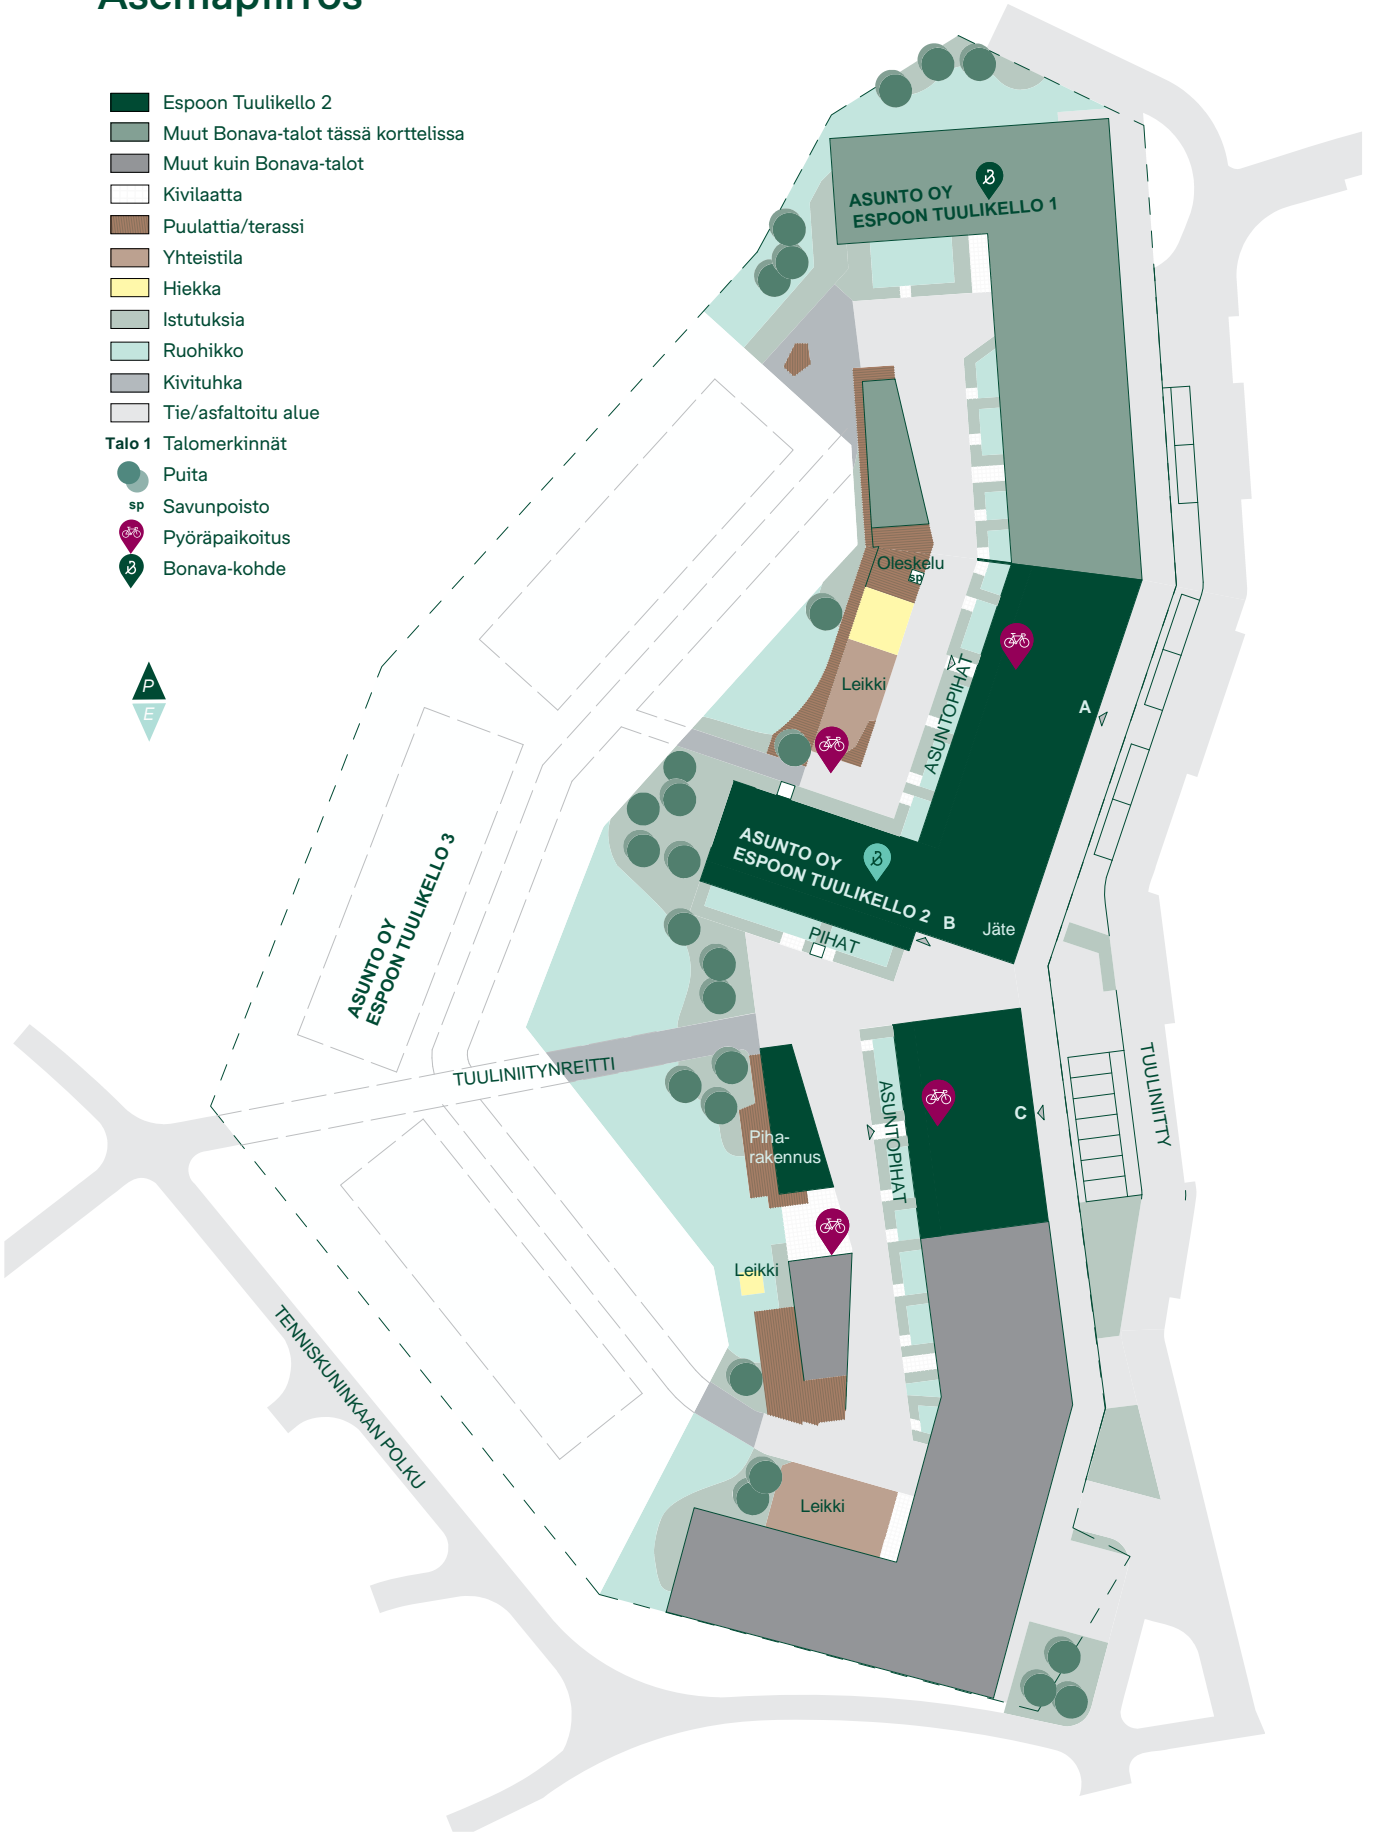 Asemapiirros
Espoon Tuulikello 2
Muut Bonava-talot tässä korttelissa
Muut kuin Bonava-talot
Kivilaatta
Puulattia/terassi
Yhteistila
Hiekka
Istutuksia
Ruohikko
Kivituhka
Tie/asfaltoitu alue
Talo 1 Talomerkinnät
Puita
sp Savunpoisto
Pyöräpaikoitus
Bonava-kohde
P
E
ASUNTO OY
ESPOON TUULIKELLO 1
Oleskelu
sp
Leikki
ASUNTOPIHAT
A
ASUNTO OY
ESPOON TUULIKELLO 2
B
Jäte
PIHAT
ASUNTO OY
ESPOON TUULIKELLO 3
TUULINIITYNREITTI
TUULINIITTY
ASUNTOPIHAT
C
Piha-
rakennus
Leikki
TENNISKUNINKAAN POLKU
Leikki